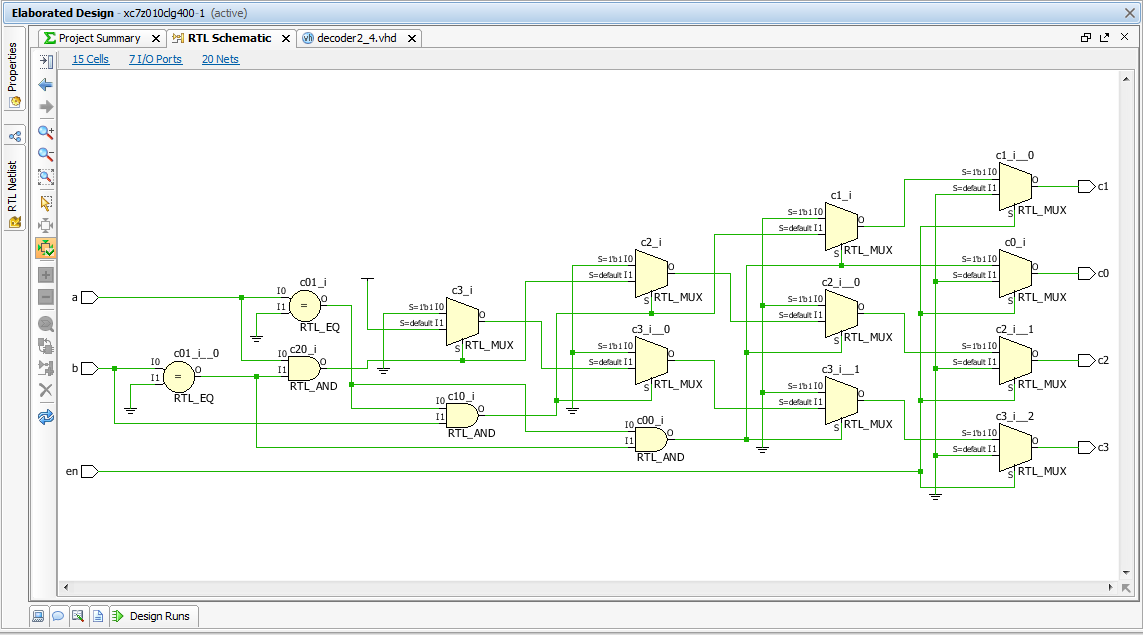 Elaborated Design - xc7z010clg400-1 (active)
Properties
RTL Netlist
Project Summary
RTL Schematic
decoder2_4.vhd
15 Cells
7 I/O Ports
20 Nets
c1_i__0
S=1'b1 I0
S=default I1
O
S
RTL_MUX
c1
c1_i
S=1'b1 I0
S=default I1
O
S
RTL_MUX
c2_i
S=1'b1 I0
S=default I1
O
S
RTL_MUX
c0_i
S=1'b1 I0
S=default I1
O
S
RTL_MUX
c0
a
c01_i
I0
I1
=
O
RTL_EQ
c3_i
S=1'b1 I0
S=default I1
O
S
RTL_MUX
c2_i__0
S=1'b1 I0
S=default I1
O
S
RTL_MUX
c3_i__0
S=1'b1 I0
S=default I1
O
S
RTL_MUX
c2_i__1
S=1'b1 I0
S=default I1
O
S
RTL_MUX
c2
b
c01_i__0
I0
I1
=
O
RTL_EQ
c20_i
I0
I1
O
RTL_AND
c3_i__1
S=1'b1 I0
S=default I1
O
S
RTL_MUX
c10_i
I0
I1
O
RTL_AND
c00_i
I0
I1
O
RTL_AND
c3_i__2
S=1'b1 I0
S=default I1
O
S
RTL_MUX
c3
en
Design Runs